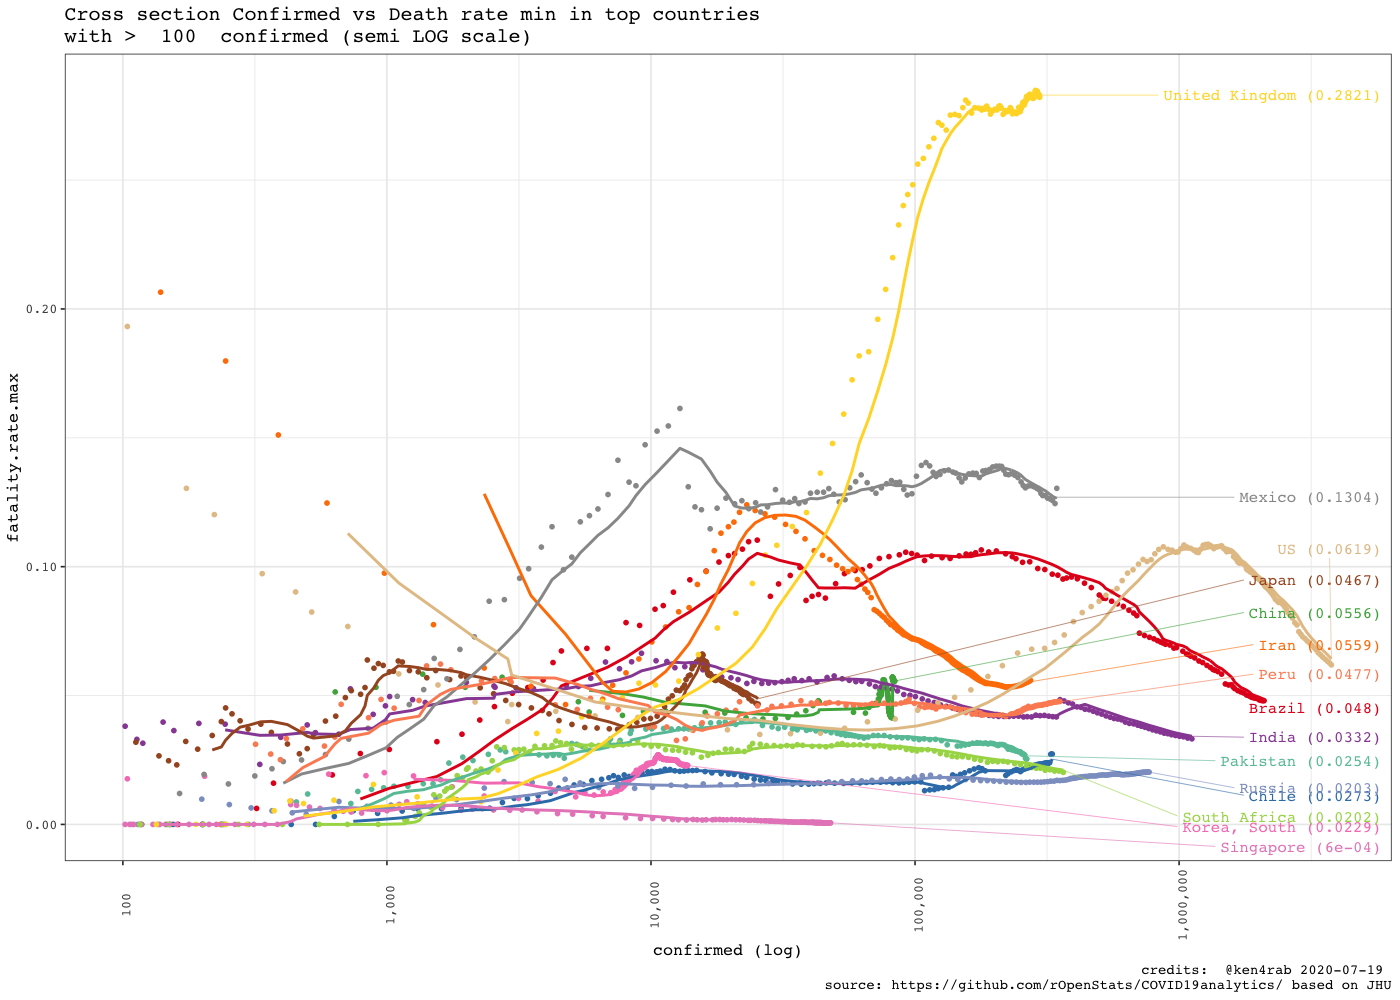 Cross section Confirmed vs Death rate min in top countries
with >  100  confirmed (semi LOG scale)
fatality.rate.max
0.20
0.10
0.00
United Kingdom (0.2821)
Mexico (0.1304)
US (0.0619)
Japan (0.0467)
China (0.0556)
Iran (0.0559)
Peru (0.0477)
Brazil (0.048)
India (0.0332)
Pakistan (0.0254)
Russia (0.0203)
Chile (0.0273)
South Africa (0.0202)
Korea, South (0.0229)
Singapore (6e-04)
100
1,000
10,000
100,000
1,000,000
confirmed (log)
credits:  @ken4rab 2020-07-19
source: https://github.com/rOpenStats/COVID19analytics/ based on JHU